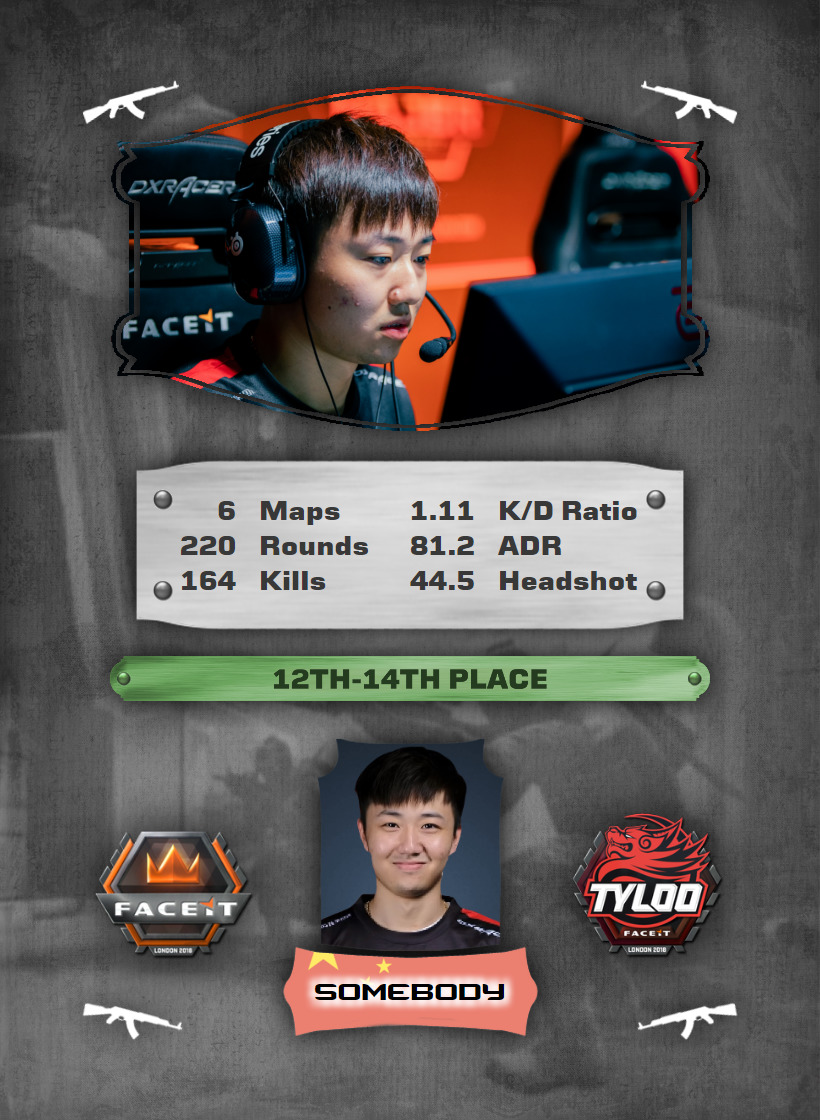 DXRACER
FACEIT
6 Maps 1.11 K/D Ratio
220 Rounds 81.2 ADR
164 Kills 44.5 Headshot
12TH-14TH PLACE
FACEIT
LONDON 2018
TYLOO
FACEIT
LONDON 2018
SOMEBODY